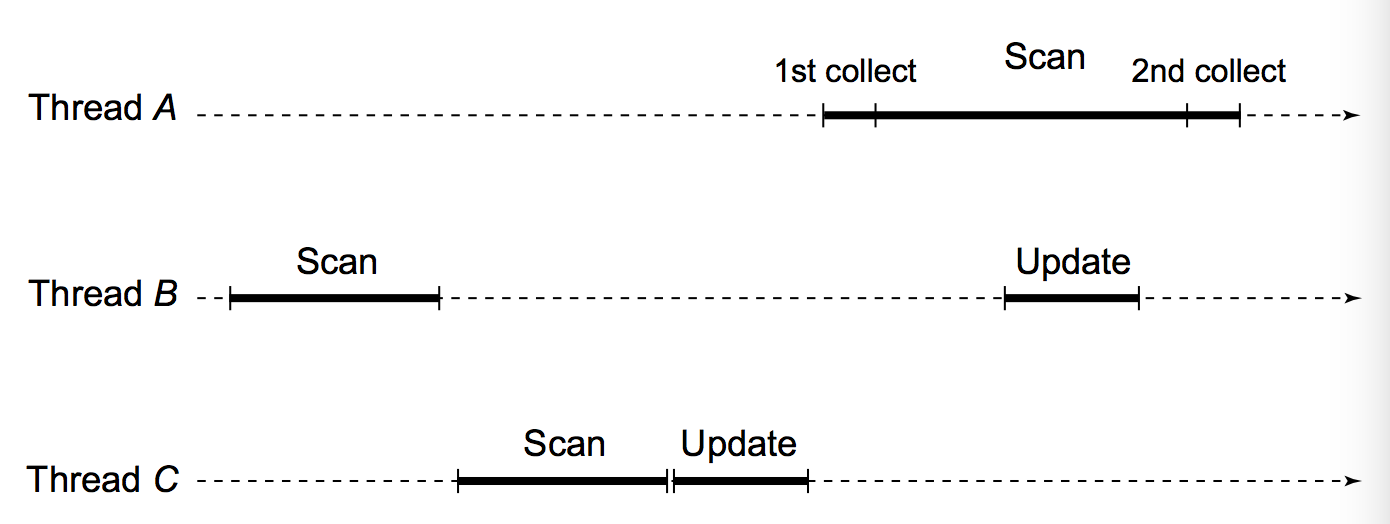 Scan
1st collect
2nd collect
Thread A
Scan
Update
Thread B
Scan
Update
Thread C